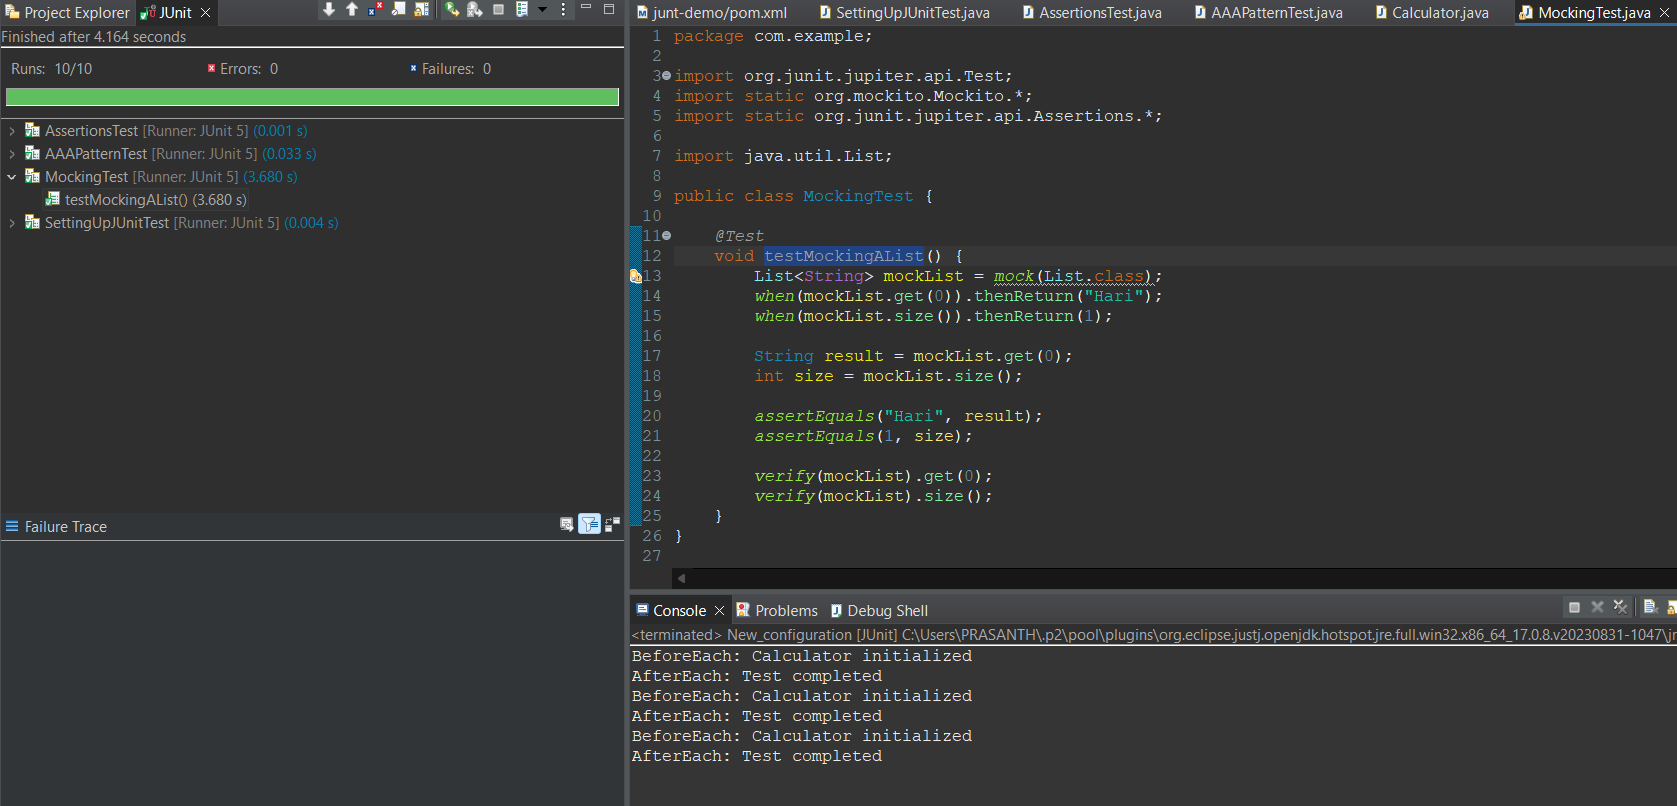 Project Explorer JUnit
Finished after 4.164 seconds
Runs: 10/10 Errors: 0 Failures: 0
AssertionsTest [Runner: JUnit 5] (0.001 s)
AAAPatternTest [Runner: JUnit 5] (0.033 s)
MockingTest [Runner: JUnit 5] (3.680 s)
testMockingAList() (3.680 s)
SettingUpJUnitTest [Runner: JUnit 5] (0.004 s)
Failure Trace
junt-demo/pom.xml SettingUpJUnitTest.java AssertionsTest.java AAAPatternTest.java Calculator.java MockingTest.java
1 package com.example;
2
3 import org.junit.jupiter.api.Test;
4 import static org.mockito.Mockito.*;
5 import static org.junit.jupiter.api.Assertions.*;
6
7 import java.util.List;
8
9 public class MockingTest {
10
11 @Test
12 void testMockingAList() {
13 List<String> mockList = mock(List.class);
14 when(mockList.get(0)).thenReturn("Hari");
15 when(mockList.size()).thenReturn(1);
16
17 String result = mockList.get(0);
18 int size = mockList.size();
19
20 assertEquals("Hari", result);
21 assertEquals(1, size);
22
23 verify(mockList).get(0);
24 verify(mockList).size();
25 }
26 }
27
Console Problems Debug Shell
<terminated> New_configuration [JUnit] C:\Users\PRASANTH\.p2\pool\plugins\org.eclipse.justj.openjdk.hotspot.jre.full.win32.x86_64_17.0.8.v20230831-1047\jr
BeforeEach: Calculator initialized
AfterEach: Test completed
BeforeEach: Calculator initialized
AfterEach: Test completed
BeforeEach: Calculator initialized
AfterEach: Test completed